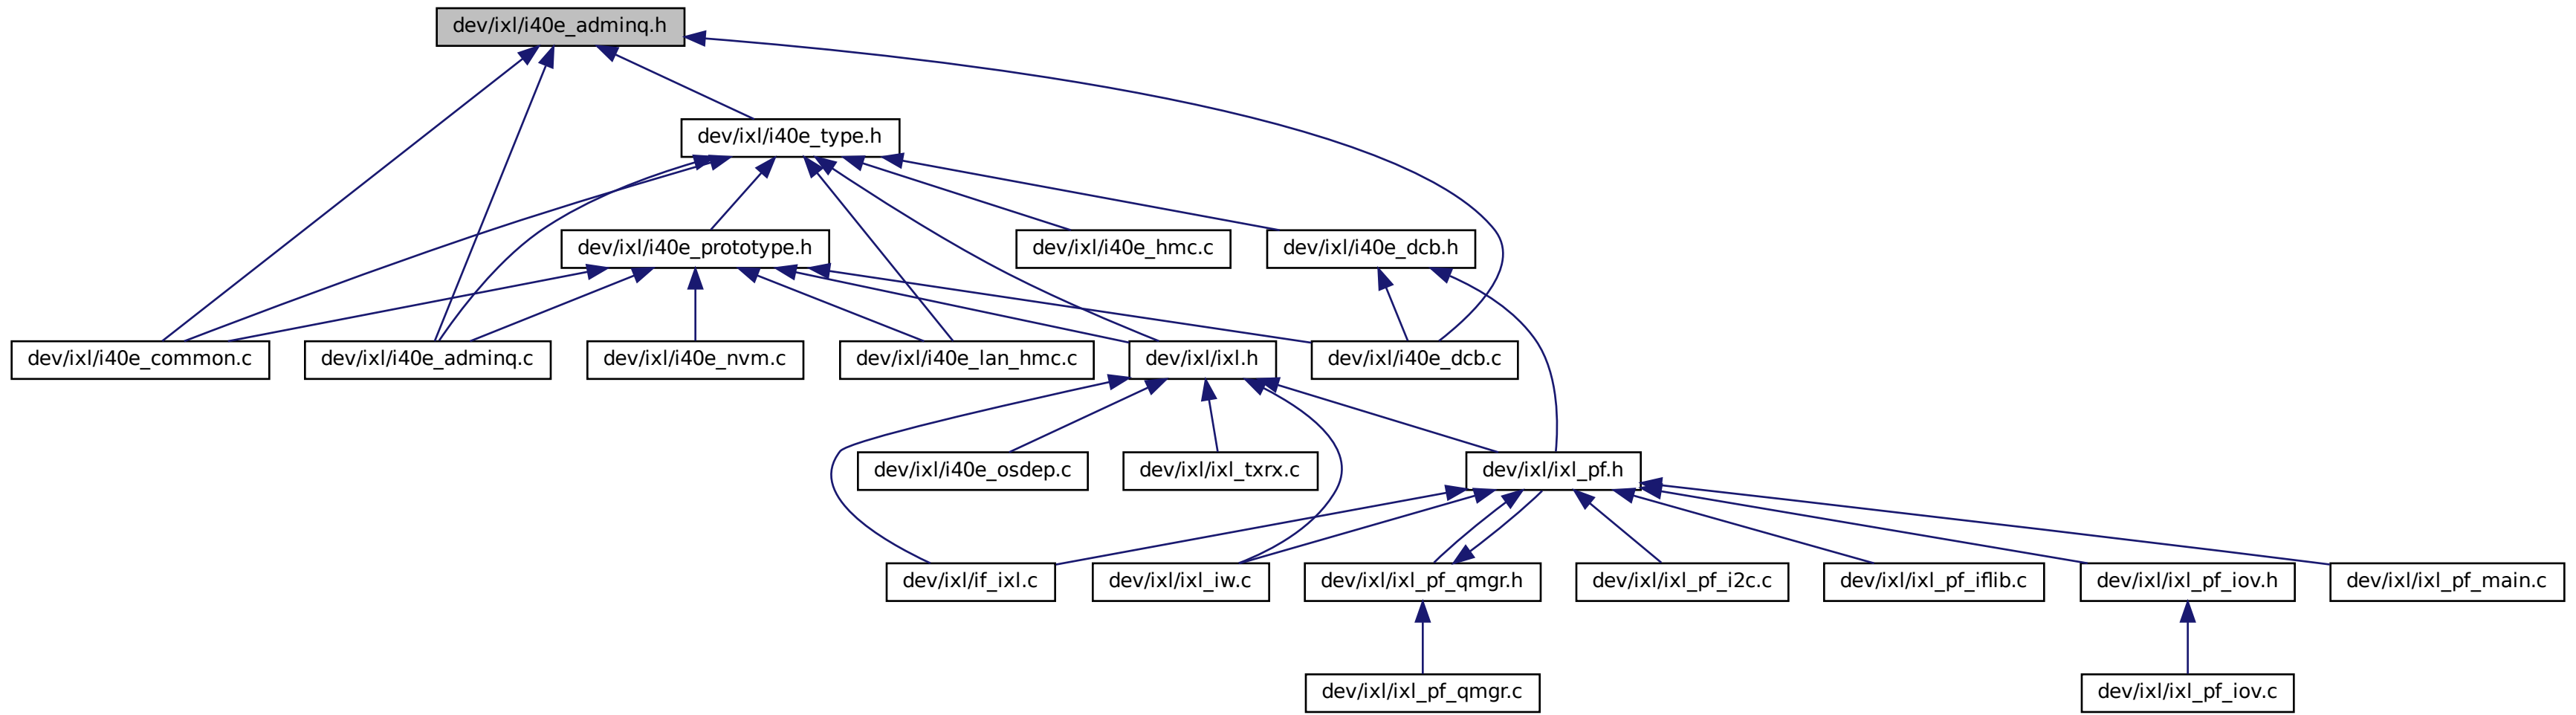 dev/ixl/i40e_adminq.h
dev/ixl/i40e_type.h
dev/ixl/i40e_prototype.h
dev/ixl/i40e_hmc.c
dev/ixl/i40e_dcb.h
dev/ixl/i40e_common.c
dev/ixl/i40e_adminq.c
dev/ixl/i40e_nvm.c
dev/ixl/i40e_lan_hmc.c
dev/ixl/ixl.h
dev/ixl/i40e_dcb.c
dev/ixl/i40e_osdep.c
dev/ixl/ixl_txrx.c
dev/ixl/ixl_pf.h
dev/ixl/if_ixl.c
dev/ixl/ixl_iw.c
dev/ixl/ixl_pf_qmgr.h
dev/ixl/ixl_pf_i2c.c
dev/ixl/ixl_pf_iflib.c
dev/ixl/ixl_pf_iov.h
dev/ixl/ixl_pf_main.c
dev/ixl/ixl_pf_qmgr.c
dev/ixl/ixl_pf_iov.c